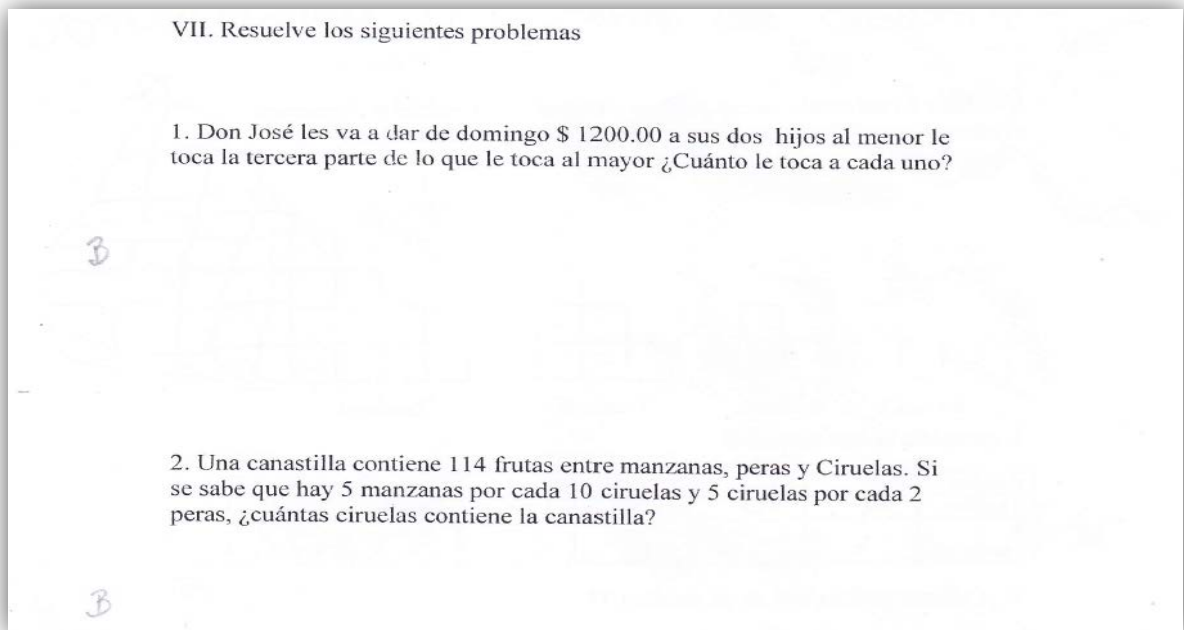 VII. Resuelve los siguientes problemas
1. Don José les va a dar de domingo $ 1200.00 a sus dos hijos al menor le
toca la tercera parte de lo que le toca al mayor ¿Cuánto le toca a cada uno?
B
2. Una canastilla contiene 114 frutas entre manzanas, peras y Ciruelas. Si
se sabe que hay 5 manzanas por cada 10 ciruelas y 5 ciruelas por cada 2
peras, ¿cuántas ciruelas contiene la canastilla?
B